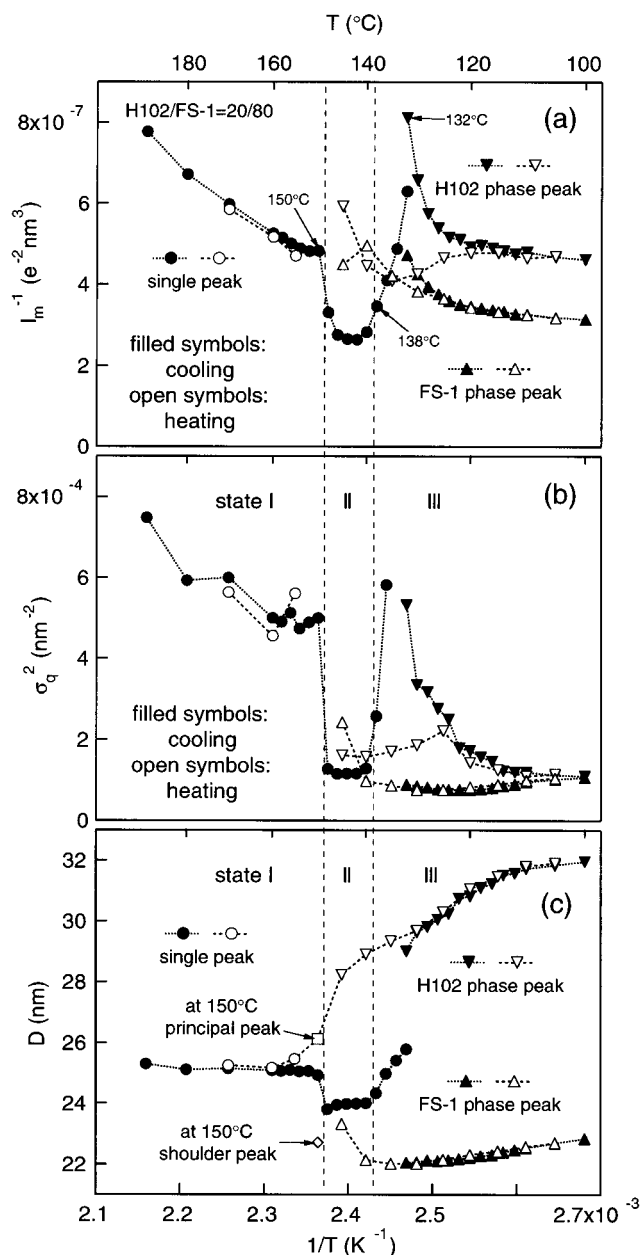 T (°C)
180 160 140 120 100
8x10⁻⁷
H102/FS-1=20/80
(a)
132°C
H102 phase peak
6
150°C
single peak
4
I_m⁻¹ (e⁻² nm³)
138°C
filled symbols:
cooling
open symbols:
heating
FS-1 phase peak
2
0
8x10⁻⁴
state I II III
(b)
6
4
σ_q² (nm⁻²)
filled symbols:
cooling
open symbols:
heating
2
0
32
state I II III
(c)
30
single peak
H102 phase peak
28
D (nm)
at 150°C
principal peak
26
FS-1 phase peak
24
at 150°C
shoulder peak
22
2.1 2.2 2.3 2.4 2.5 2.7x10⁻³
1/T (K⁻¹)